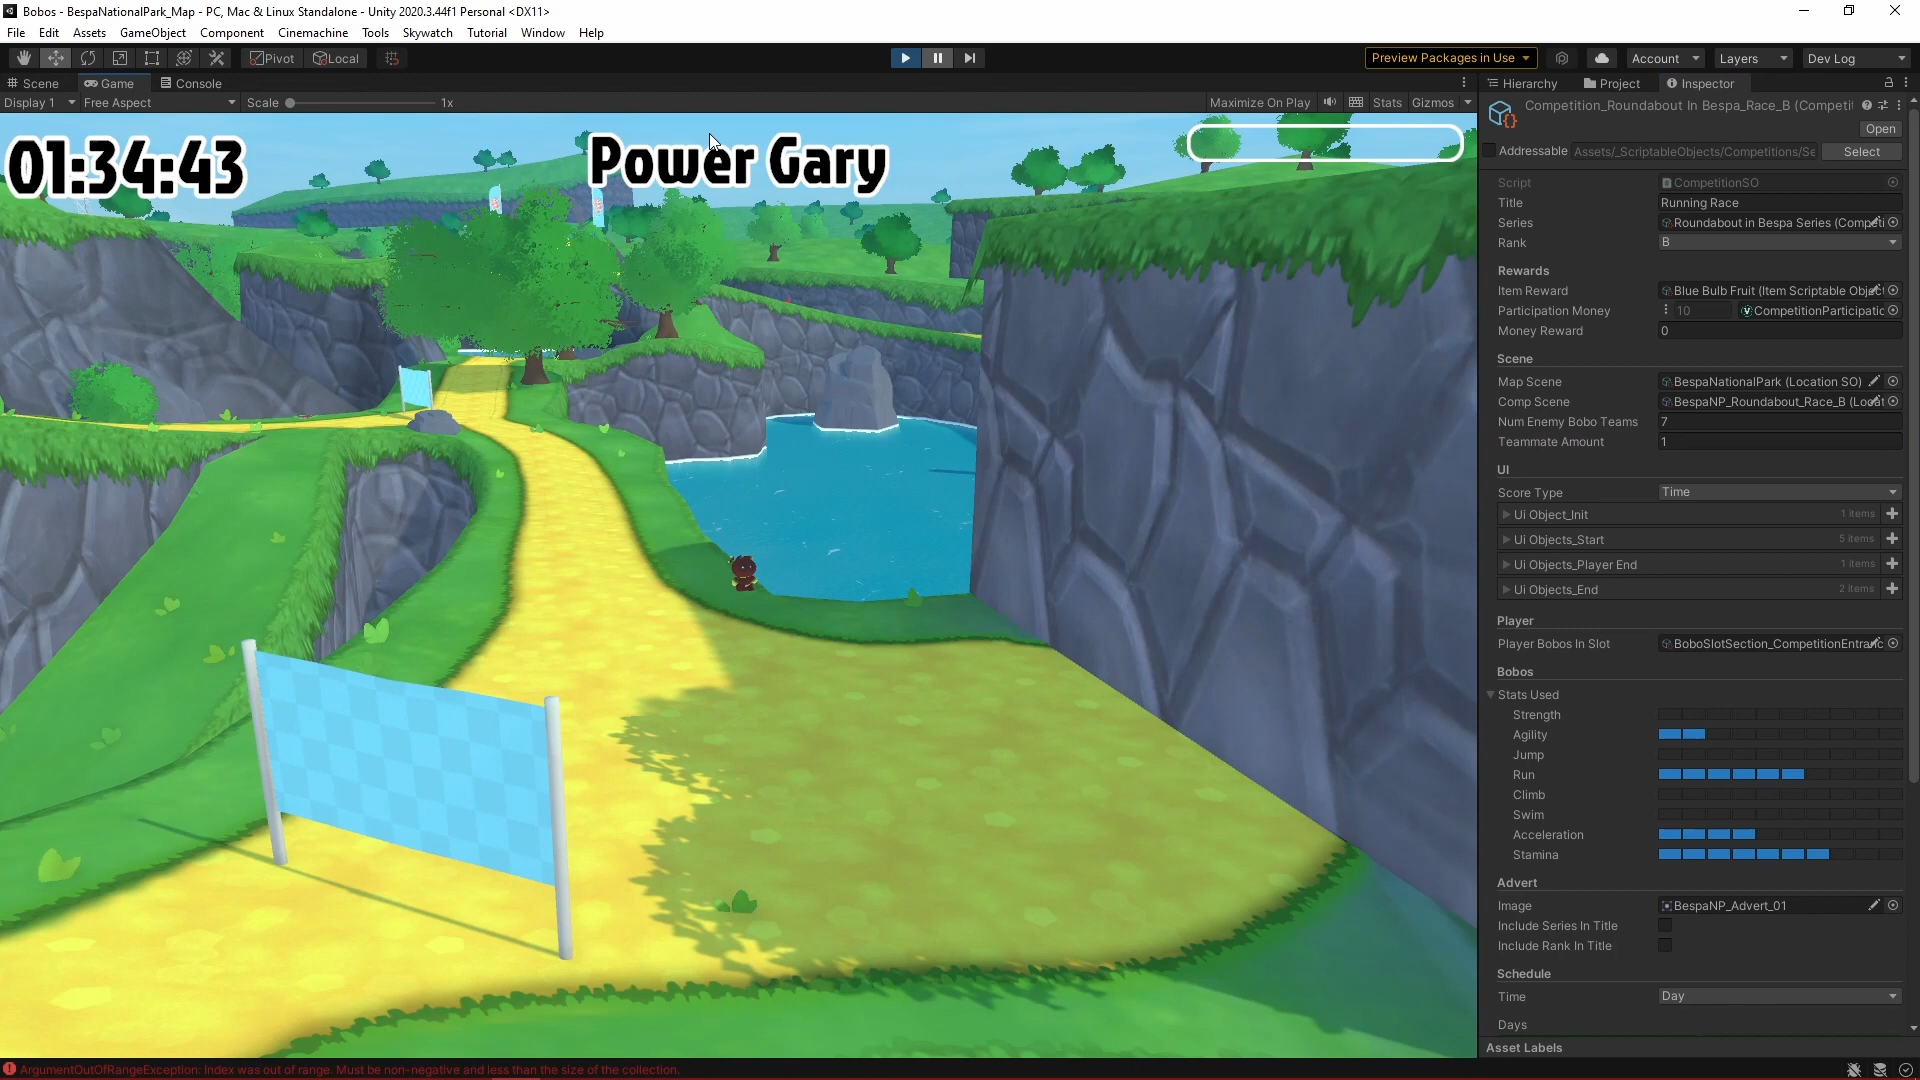 Bobos - BespaNationalPark_Map - PC, Mac & Linux Standalone - Unity 2020.3.44f1 Personal <DX11>
File Edit Assets GameObject Component Cinemachine Tools Skywatch Tutorial Window Help
Pivot Local Preview Packages in Use Account Layers Dev Log
Scene Game Console
Display 1 Free Aspect Scale 1x Maximize On Play Stats Gizmos
01:34:43
Power Gary
Hierarchy Project Inspector
Competition_Roundabout In Bespa_Race_B (Competi
Open
Addressable Assets/_ScriptableObjects/Competitions/Se Select
Script CompetitionSO
Title Running Race
Series Roundabout in Bespa Series (Competi
Rank B
Rewards
Item Reward Blue Bulb Fruit (Item Scriptable Object
Participation Money 10 CompetitionParticipatic
Money Reward 0
Scene
Map Scene BespaNationalPark (Location SO)
Comp Scene BespaNP_Roundabout_Race_B (Locat
Num Enemy Bobo Teams 7
Teammate Amount 1
UI
Score Type Time
Ui Object_Init 1 items
Ui Objects_Start 5 items
Ui Objects_Player End 1 items
Ui Objects_End 2 items
Player
Player Bobos In Slot BoboSlotSection_CompetitionEntranc
Bobos
Stats Used
Strength
Agility
Jump
Run
Climb
Swim
Acceleration
Stamina
Advert
Image BespaNP_Advert_01
Include Series In Title
Include Rank In Title
Schedule
Time Day
Days
Asset Labels
ArgumentOutOfRangeException: Index was out of range. Must be non-negative and less than the size of the collection.